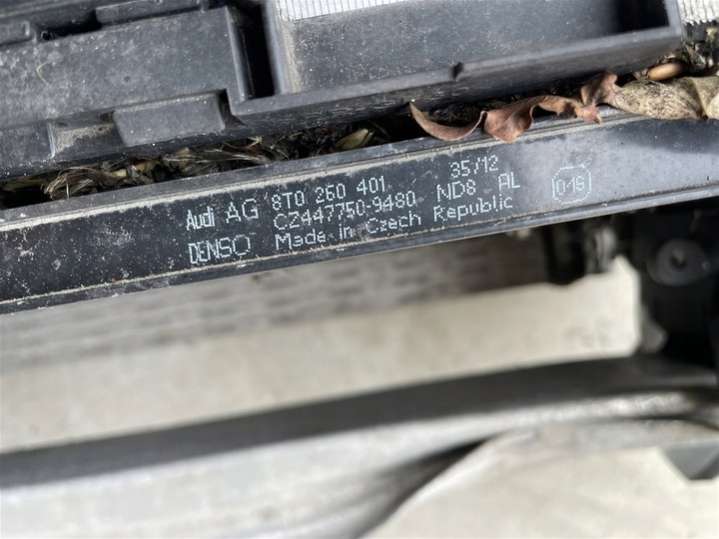 Audi AG 8T0 260 401 35/12
DENSO CZ447750-9480 ND8 AL
Made in Czech Republic